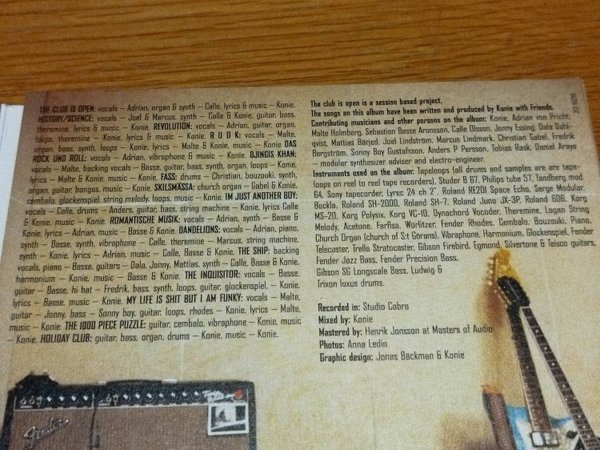 THE CLUB IS OPEN: vocals – Adrian, organ & synth – Calle, lyrics & music – Konie.
HISTORY/SCIENCE: vocals – Joel & Marcus, synth – Calle & Konie, guitar, bass,
theremine, lyrics & music – Konie. REVOLUTION: vocals – Adrian, guitar, organ,
loops, theremine – Konie, lyrics & music – Konie. R O O K: vocals – Malte,
organ, bass, synth, loops – Konie, lyrics – Malte & Konie, music – Konie DAS
ROCK UND ROLL: vocals – Adrian, vibraphone & music – Konie. DJINGIS KHAN:
vocals – Malte, backing vocals – Basse, guitar, bass, synth, organ, loops – Konie,
lyrics – Malte & Konie, music – Konie. FASS: drums – Christian, bouzouki, synth,
organ, guitar, bongos, music – Konie. SKILSMÄSSA: church organ – Gabel & Konie,
cembalo, glockenspiel, string melody, loops, music – Konie. IM JUST ANOTHER BOY:
vocals – Calle, drums – Anders, guitar, bass, string machine – Konie, lyrics Calle
& Konie, music – Konie. ROMANTISCHE MUSIK: vocals – Adrian, synth – Basse &
Konie, lyrics – Adrian, music – Basse & Konie. DANDELIONS: vocals – Adrian, piano,
synth – Basse, synth, vibraphone – Calle, theremine – Marcus, string machine,
synth – Konie, lyrics – Adrian, music – Calle, Basse & Konie. THE SHIP: backing
vocals, piano – Basse, guitars – Dala, Jonny, Mattias, synth – Calle, Basse & Konie,
harmonium – Konie, music – Basse & Konie. THE INQUISITOR: vocals – Basse,
guitar – Basse, hi hat – Fredrik, bass, synth, loops, guitar, glockenspiel, – Konie,
lyrics – Basse, music – Basse, Konie. MY LIFE IS SHIT BUT I AM FUNKY: vocals – Malte,
guitar – Jonny, bass – Sonny boy, guitar, loops, rhodes – Konie, lyrics – Malte,
music – Konie. THE 1000 PIECE PUZZLE: guitar, cembalo, vibraphone – Konie, music
– Konie. HOLIDAY CLUB: guitar, bass, organ, drums – Konie, music – Konie.
The club is open is a session based project.
The songs on this album have been written and produced by Konie with Friends.
Contributing musicians and other persons on the album: Konie, Adrian von Pricht,
Malte Holmberg, Sebastian Basse Aronsson, Calle Olsson, Jonny Essing, Dala Dahl-
qvist, Mattias Barjed, Joel Lindström, Marcus Lindmark, Christian Gabel, Fredrik
Bergström, Sonny Boy Gustafsson, Anders P Persson, Tobias Rask, Daniel Araya
– modular synthesizer adviser and electro-engineer.
Instruments used on the album: Tapeloops (all drums and samples are are tape-
loops on reel to reel tape recorders). Studer B 67, Philips tube 57, Tandberg, mod
64, Sony tapecorder, Lyrec 24 ch 2", Roland RE201 Space Echo, Serge Modular,
Buckla, Roland SH-2000, Roland SH-7, Roland Juno JX-3P, Roland 606, Korg
MS-20, Korg Polysix, Korg VC-10, Dynachord Vocoder, Theremine, Logan String
Melody, Acetone, Farfisa, Wurlitzer, Fender Rhodes, Cembalo, Bouzouki, Piano,
Church Organ (church of S:t Görans), Vibraphone, Harmonium, Glockenspiel, Fender
Telecaster, Trella Stratocaster, Gibson Firebird, Egmond, Silvertone & Teisco guitars,
Fender Jazz Bass, Fender Precision Bass,
Gibson SG Longscale Bass, Ludwig &
Trixon luxus drums.
Recorded in: Studio Cobra
Mixed by: Konie
Mastered by: Henrik Jonsson at Masters of Audio
Photos: Anna Ledin
Graphic design: Jonas Bäckman & Konie
Fender